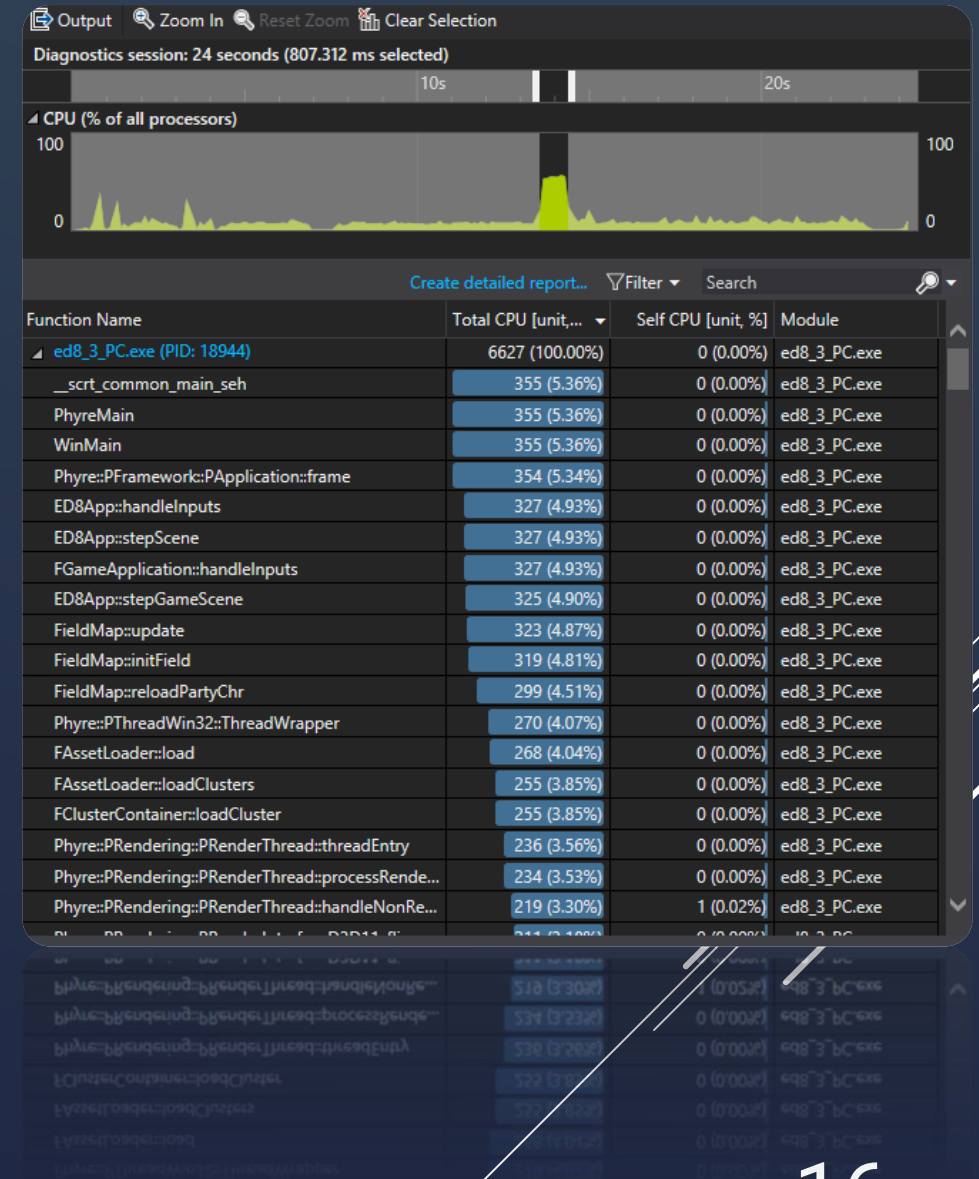 Output Zoom In Reset Zoom Clear Selection
Diagnostics session: 24 seconds (807.312 ms selected)
10s 20s
CPU (% of all processors)
100 100
0 0
Create detailed report... Filter Search
Function Name Total CPU [unit,... Self CPU [unit, %] Module
ed8_3_PC.exe (PID: 18944) 6627 (100.00%) 0 (0.00%) ed8_3_PC.exe
__scrt_common_main_seh 355 (5.36%) 0 (0.00%) ed8_3_PC.exe
PhyreMain 355 (5.36%) 0 (0.00%) ed8_3_PC.exe
WinMain 355 (5.36%) 0 (0.00%) ed8_3_PC.exe
Phyre::PFramework::PApplication::frame 354 (5.34%) 0 (0.00%) ed8_3_PC.exe
ED8App::handleInputs 327 (4.93%) 0 (0.00%) ed8_3_PC.exe
ED8App::stepScene 327 (4.93%) 0 (0.00%) ed8_3_PC.exe
FGameApplication::handleInputs 327 (4.93%) 0 (0.00%) ed8_3_PC.exe
ED8App::stepGameScene 325 (4.90%) 0 (0.00%) ed8_3_PC.exe
FieldMap::update 323 (4.87%) 0 (0.00%) ed8_3_PC.exe
FieldMap::initField 319 (4.81%) 0 (0.00%) ed8_3_PC.exe
FieldMap::reloadPartyChr 299 (4.51%) 0 (0.00%) ed8_3_PC.exe
Phyre::PThreadWin32::ThreadWrapper 270 (4.07%) 0 (0.00%) ed8_3_PC.exe
FAssetLoader::load 268 (4.04%) 0 (0.00%) ed8_3_PC.exe
FAssetLoader::loadClusters 255 (3.85%) 0 (0.00%) ed8_3_PC.exe
FClusterContainer::loadCluster 255 (3.85%) 0 (0.00%) ed8_3_PC.exe
Phyre::PRendering::PRenderThread::threadEntry 236 (3.56%) 0 (0.00%) ed8_3_PC.exe
Phyre::PRendering::PRenderThread::processRende... 234 (3.53%) 0 (0.00%) ed8_3_PC.exe
Phyre::PRendering::PRenderThread::handleNonRe... 219 (3.30%) 1 (0.02%) ed8_3_PC.exe